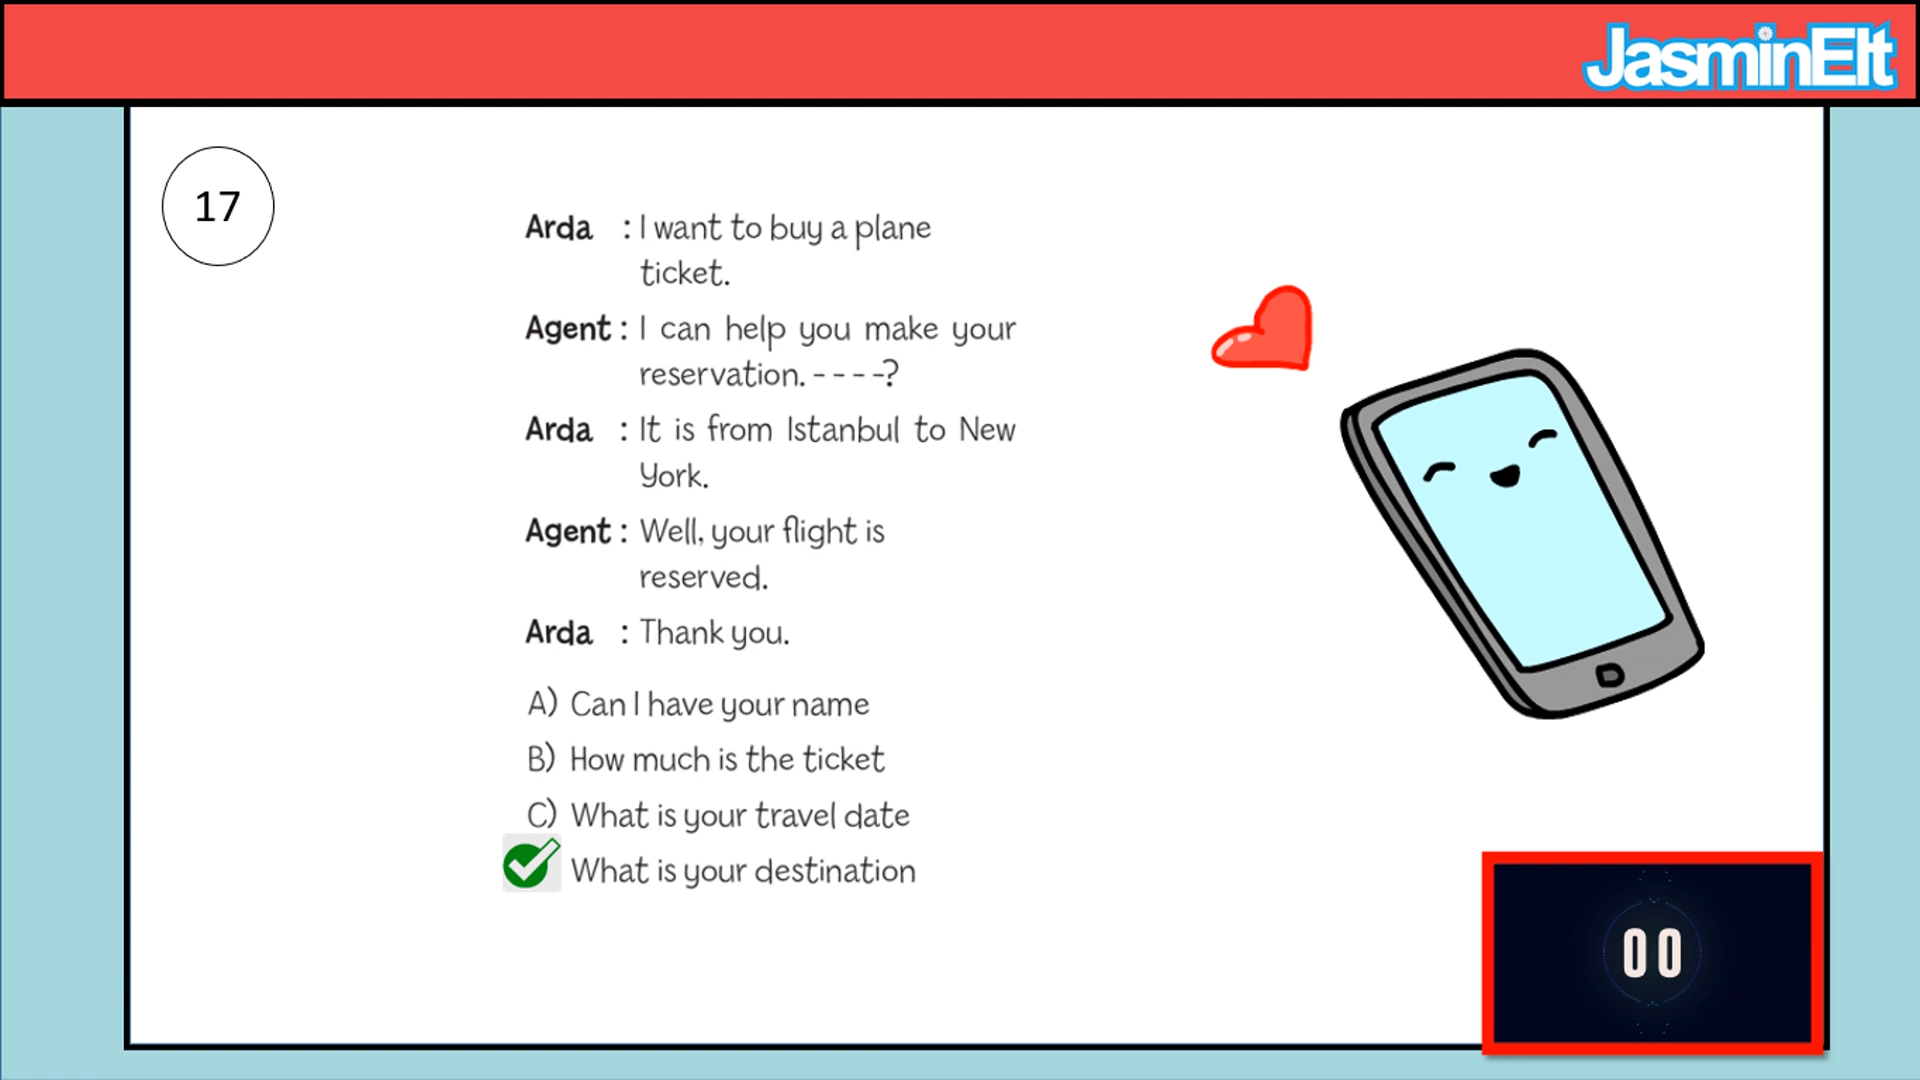 JasminElt
17
Arda : I want to buy a plane
ticket.
Agent : I can help you make your
reservation. - - - -?
Arda : It is from Istanbul to New
York.
Agent : Well, your flight is
reserved.
Arda : Thank you.
A) Can I have your name
B) How much is the ticket
C) What is your travel date
What is your destination
00